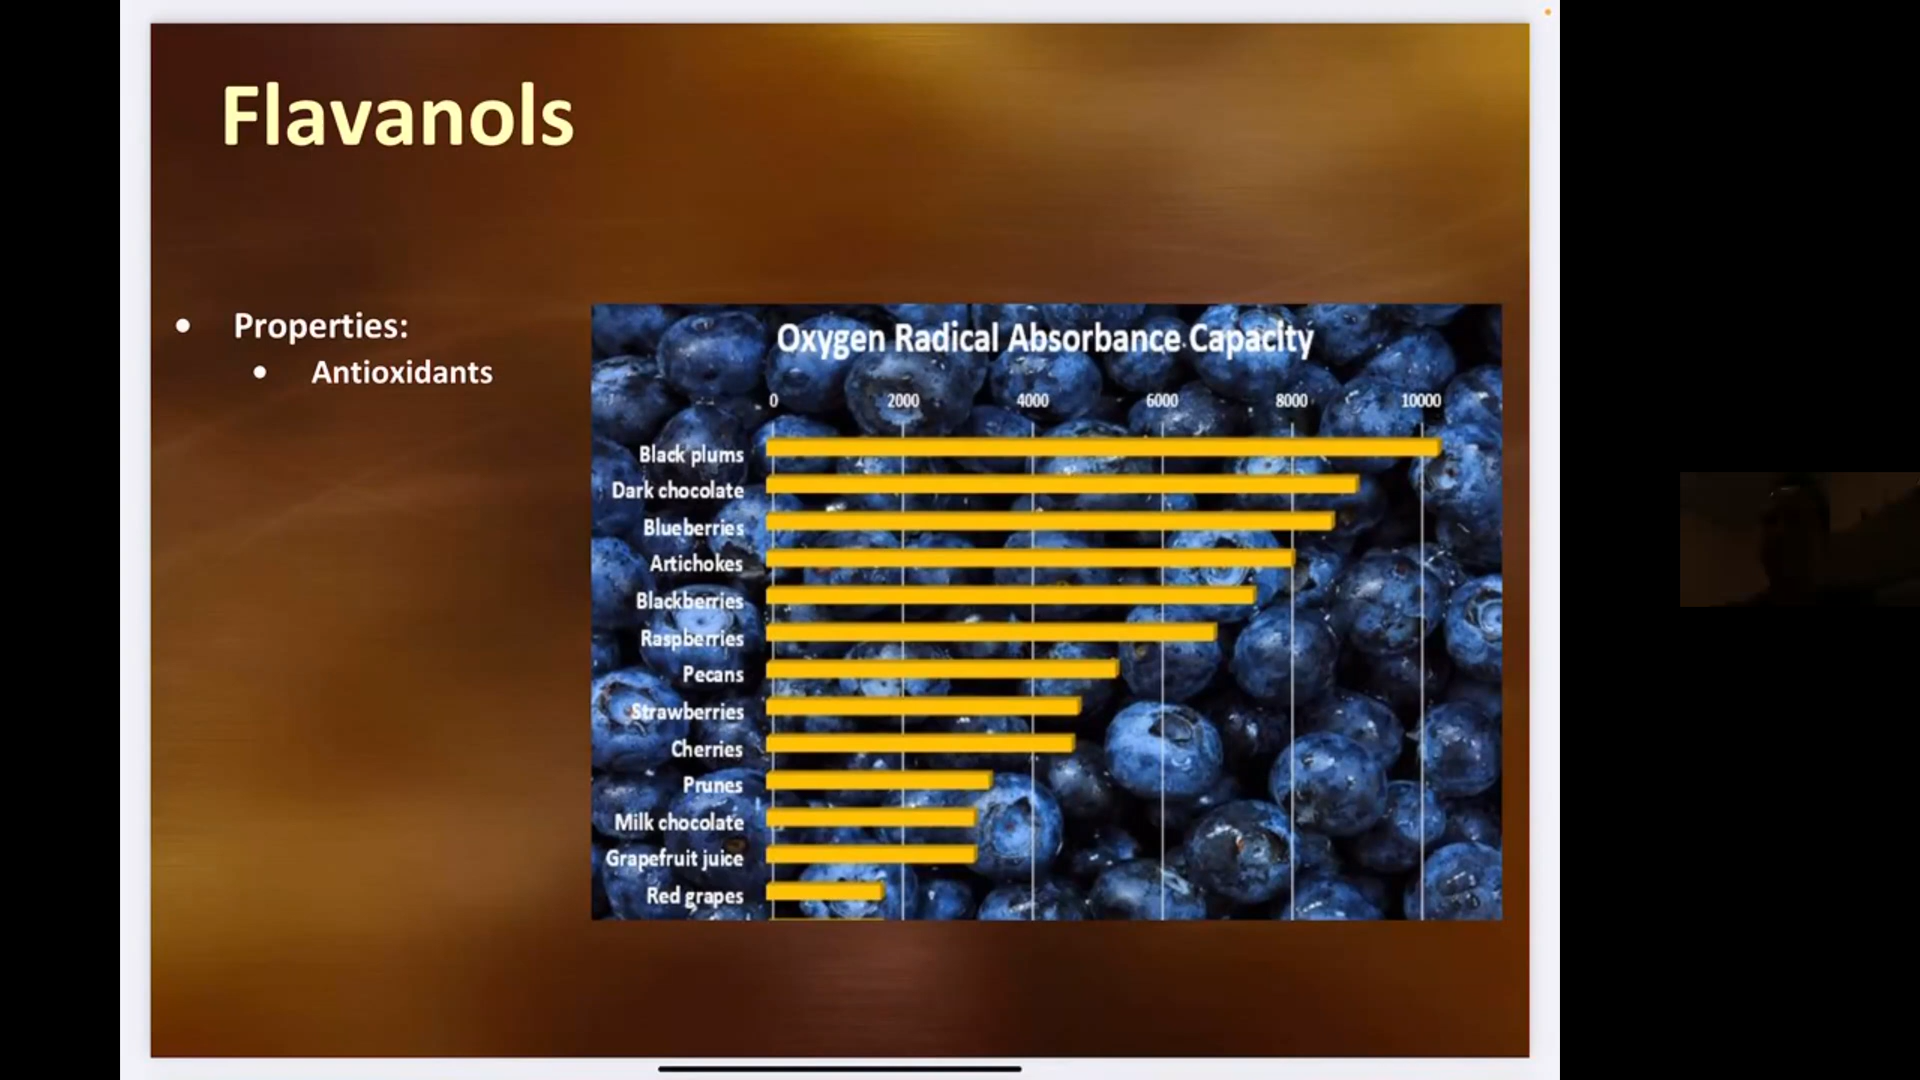 Flavanols
• Properties:
• Antioxidants
Oxygen Radical Absorbance Capacity
0 2000 4000 6000 8000 10000
Black plums
Dark chocolate
Blueberries
Artichokes
Blackberries
Raspberries
Pecans
Strawberries
Cherries
Prunes
Milk chocolate
Grapefruit juice
Red grapes